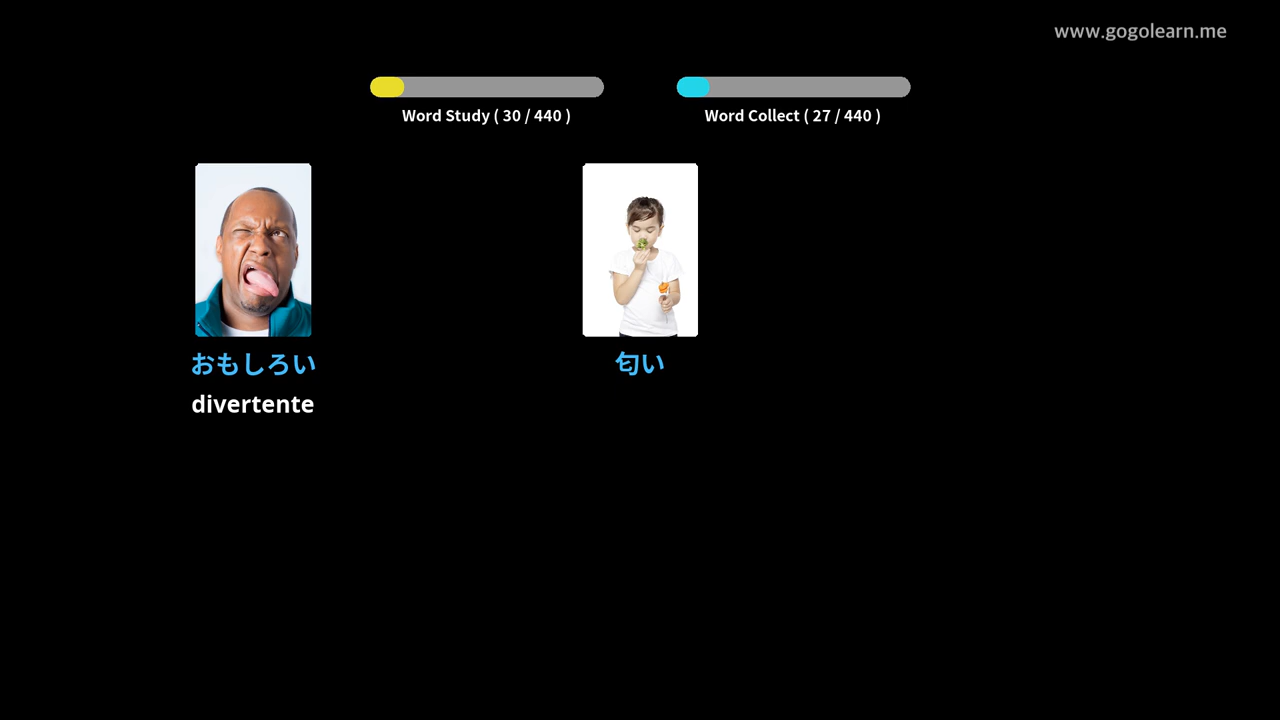 www.gogolearn.me
Word Study ( 30 / 440 )
Word Collect ( 27 / 440 )
おもしろい
divertente
匂い